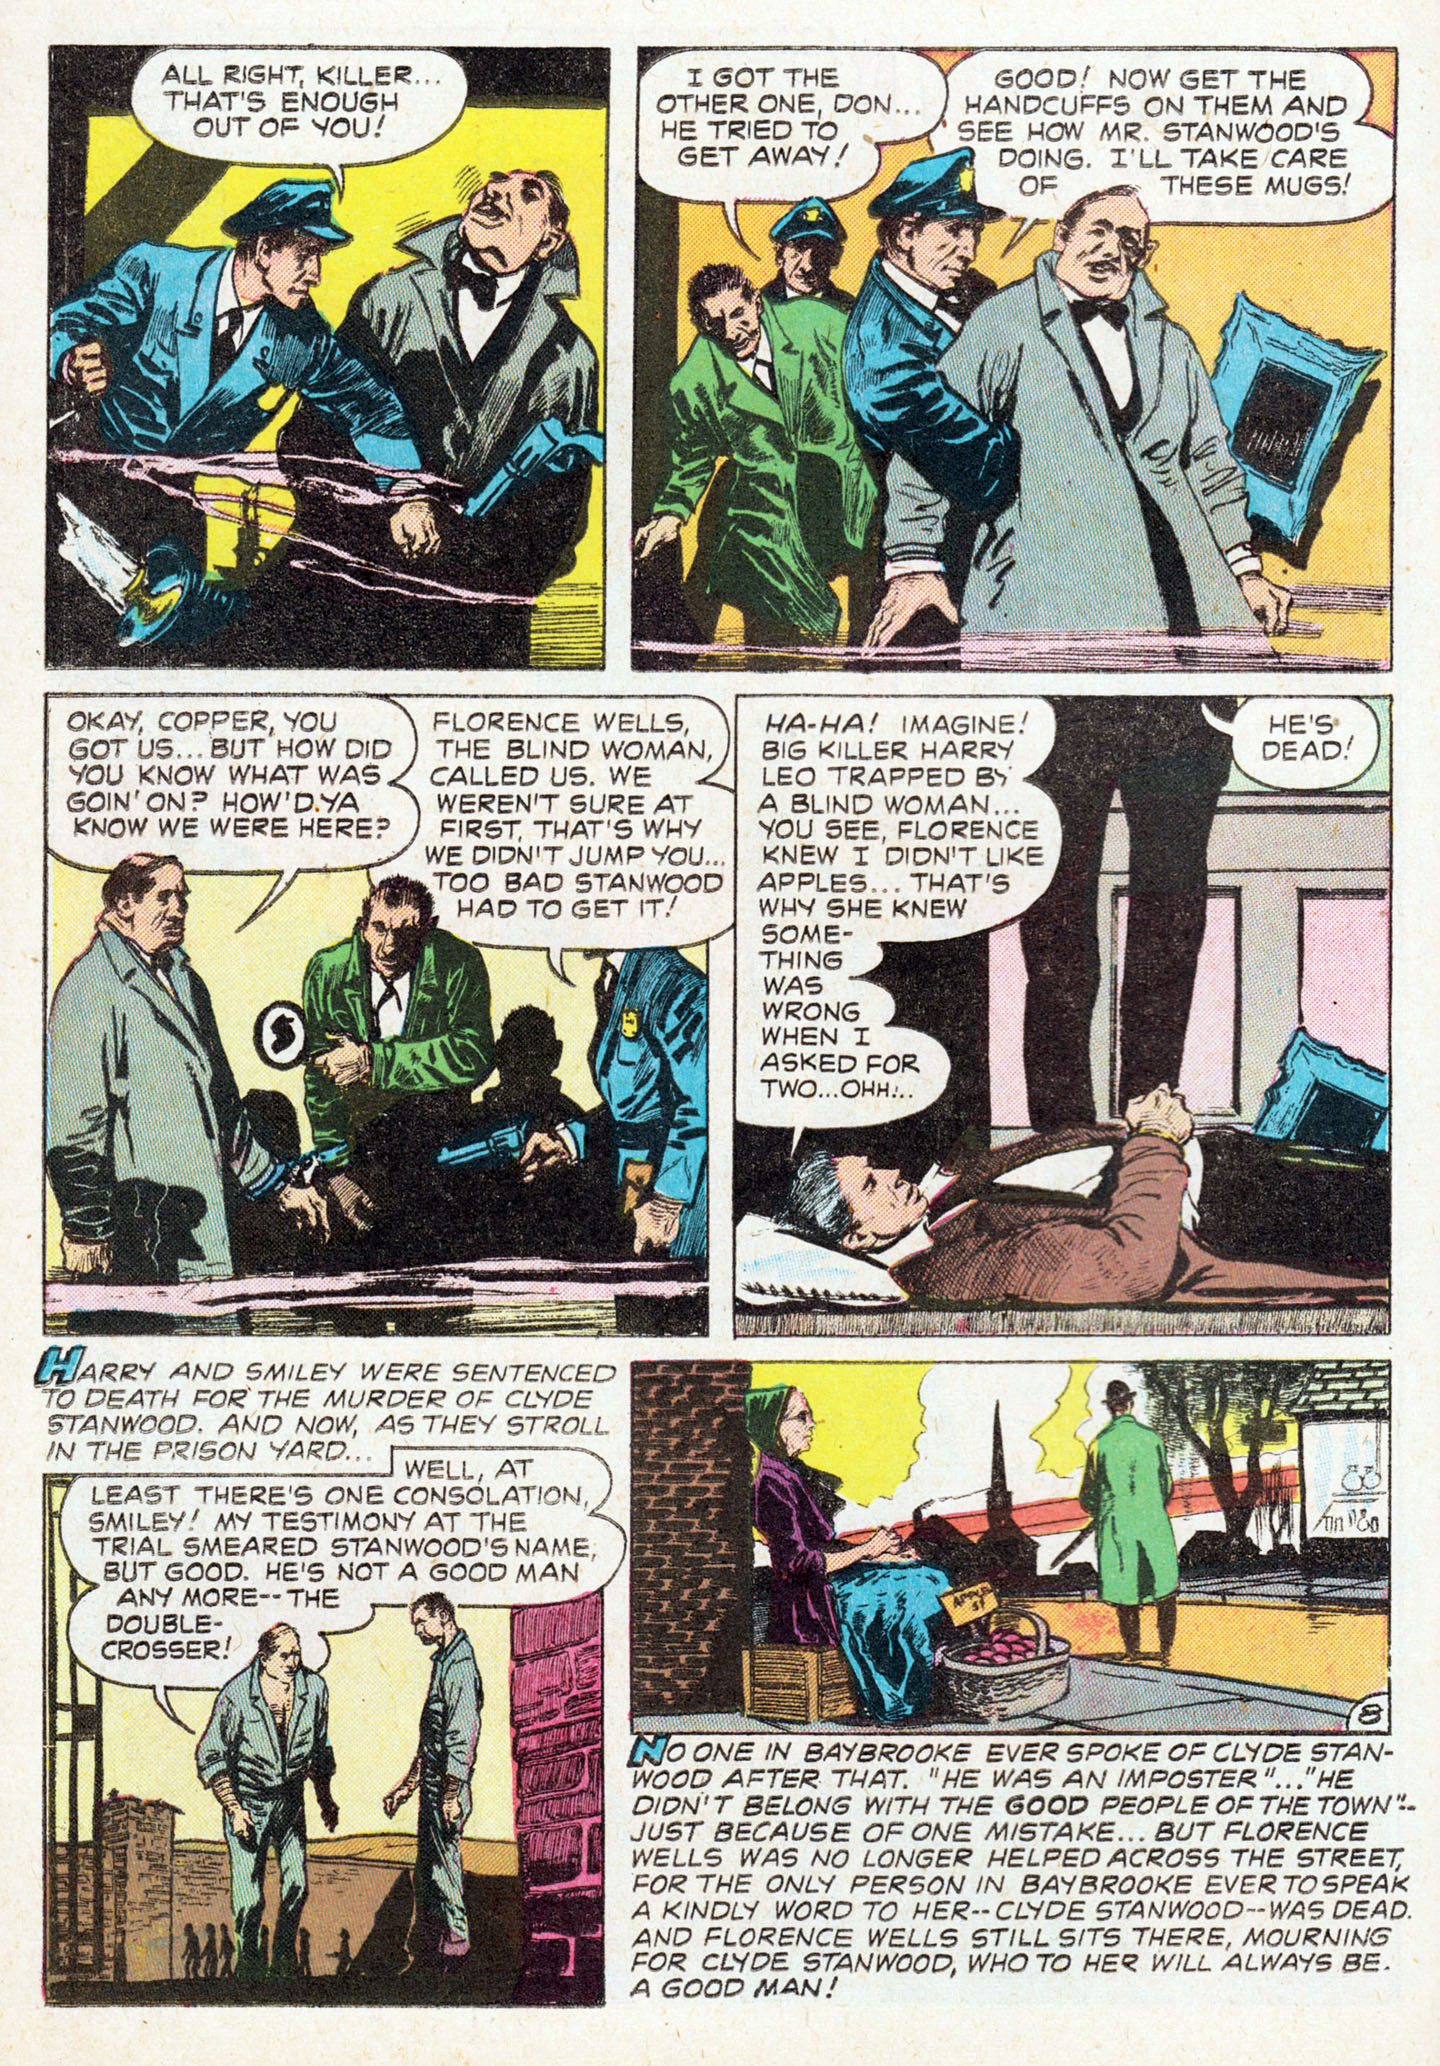 ALL RIGHT, KILLER...
THAT'S ENOUGH
OUT OF YOU!
I GOT THE
OTHER ONE, DON...
HE TRIED TO
GET AWAY!
GOOD! NOW GET THE
HANDCUFFS ON THEM AND
SEE HOW MR. STANWOOD'S
DOING. I'LL TAKE CARE
OF THESE MUGS!
OKAY, COPPER, YOU
GOT US... BUT HOW DID
YOU KNOW WHAT WAS
GOIN' ON? HOW'D.YA
KNOW WE WERE HERE?
FLORENCE WELLS,
THE BLIND WOMAN,
CALLED US. WE
WEREN'T SURE AT
FIRST, THAT'S WHY
WE DIDN'T JUMP YOU...
TOO BAD STANWOOD
HAD TO GET IT!
HA-HA! IMAGINE!
BIG KILLER HARRY
LEO TRAPPED BY
A BLIND WOMAN...
YOU SEE, FLORENCE
KNEW I DIDN'T LIKE
APPLES... THAT'S
WHY SHE KNEW
SOME-
THING
WAS
WRONG
WHEN I
ASKED FOR
TWO...OHH...
HE'S
DEAD!
HARRY AND SMILEY WERE SENTENCED
TO DEATH FOR THE MURDER OF CLYDE
STANWOOD. AND NOW, AS THEY STROLL
IN THE PRISON YARD...
WELL, AT
LEAST THERE'S ONE CONSOLATION,
SMILEY! MY TESTIMONY AT THE
TRIAL SMEARED STANWOOD'S NAME,
BUT GOOD. HE'S NOT A GOOD MAN
ANY MORE--THE
DOUBLE-
CROSSER!
APPLES
5¢
8
NO ONE IN BAYBROOKE EVER SPOKE OF CLYDE STAN-
WOOD AFTER THAT. "HE WAS AN IMPOSTER"..."HE
DIDN'T BELONG WITH THE GOOD PEOPLE OF THE TOWN"--
JUST BECAUSE OF ONE MISTAKE... BUT FLORENCE
WELLS WAS NO LONGER HELPED ACROSS THE STREET,
FOR THE ONLY PERSON IN BAYBROOKE EVER TO SPEAK
A KINDLY WORD TO HER--CLYDE STANWOOD--WAS DEAD.
AND FLORENCE WELLS STILL SITS THERE, MOURNING
FOR CLYDE STANWOOD, WHO TO HER WILL ALWAYS BE.
A GOOD MAN!